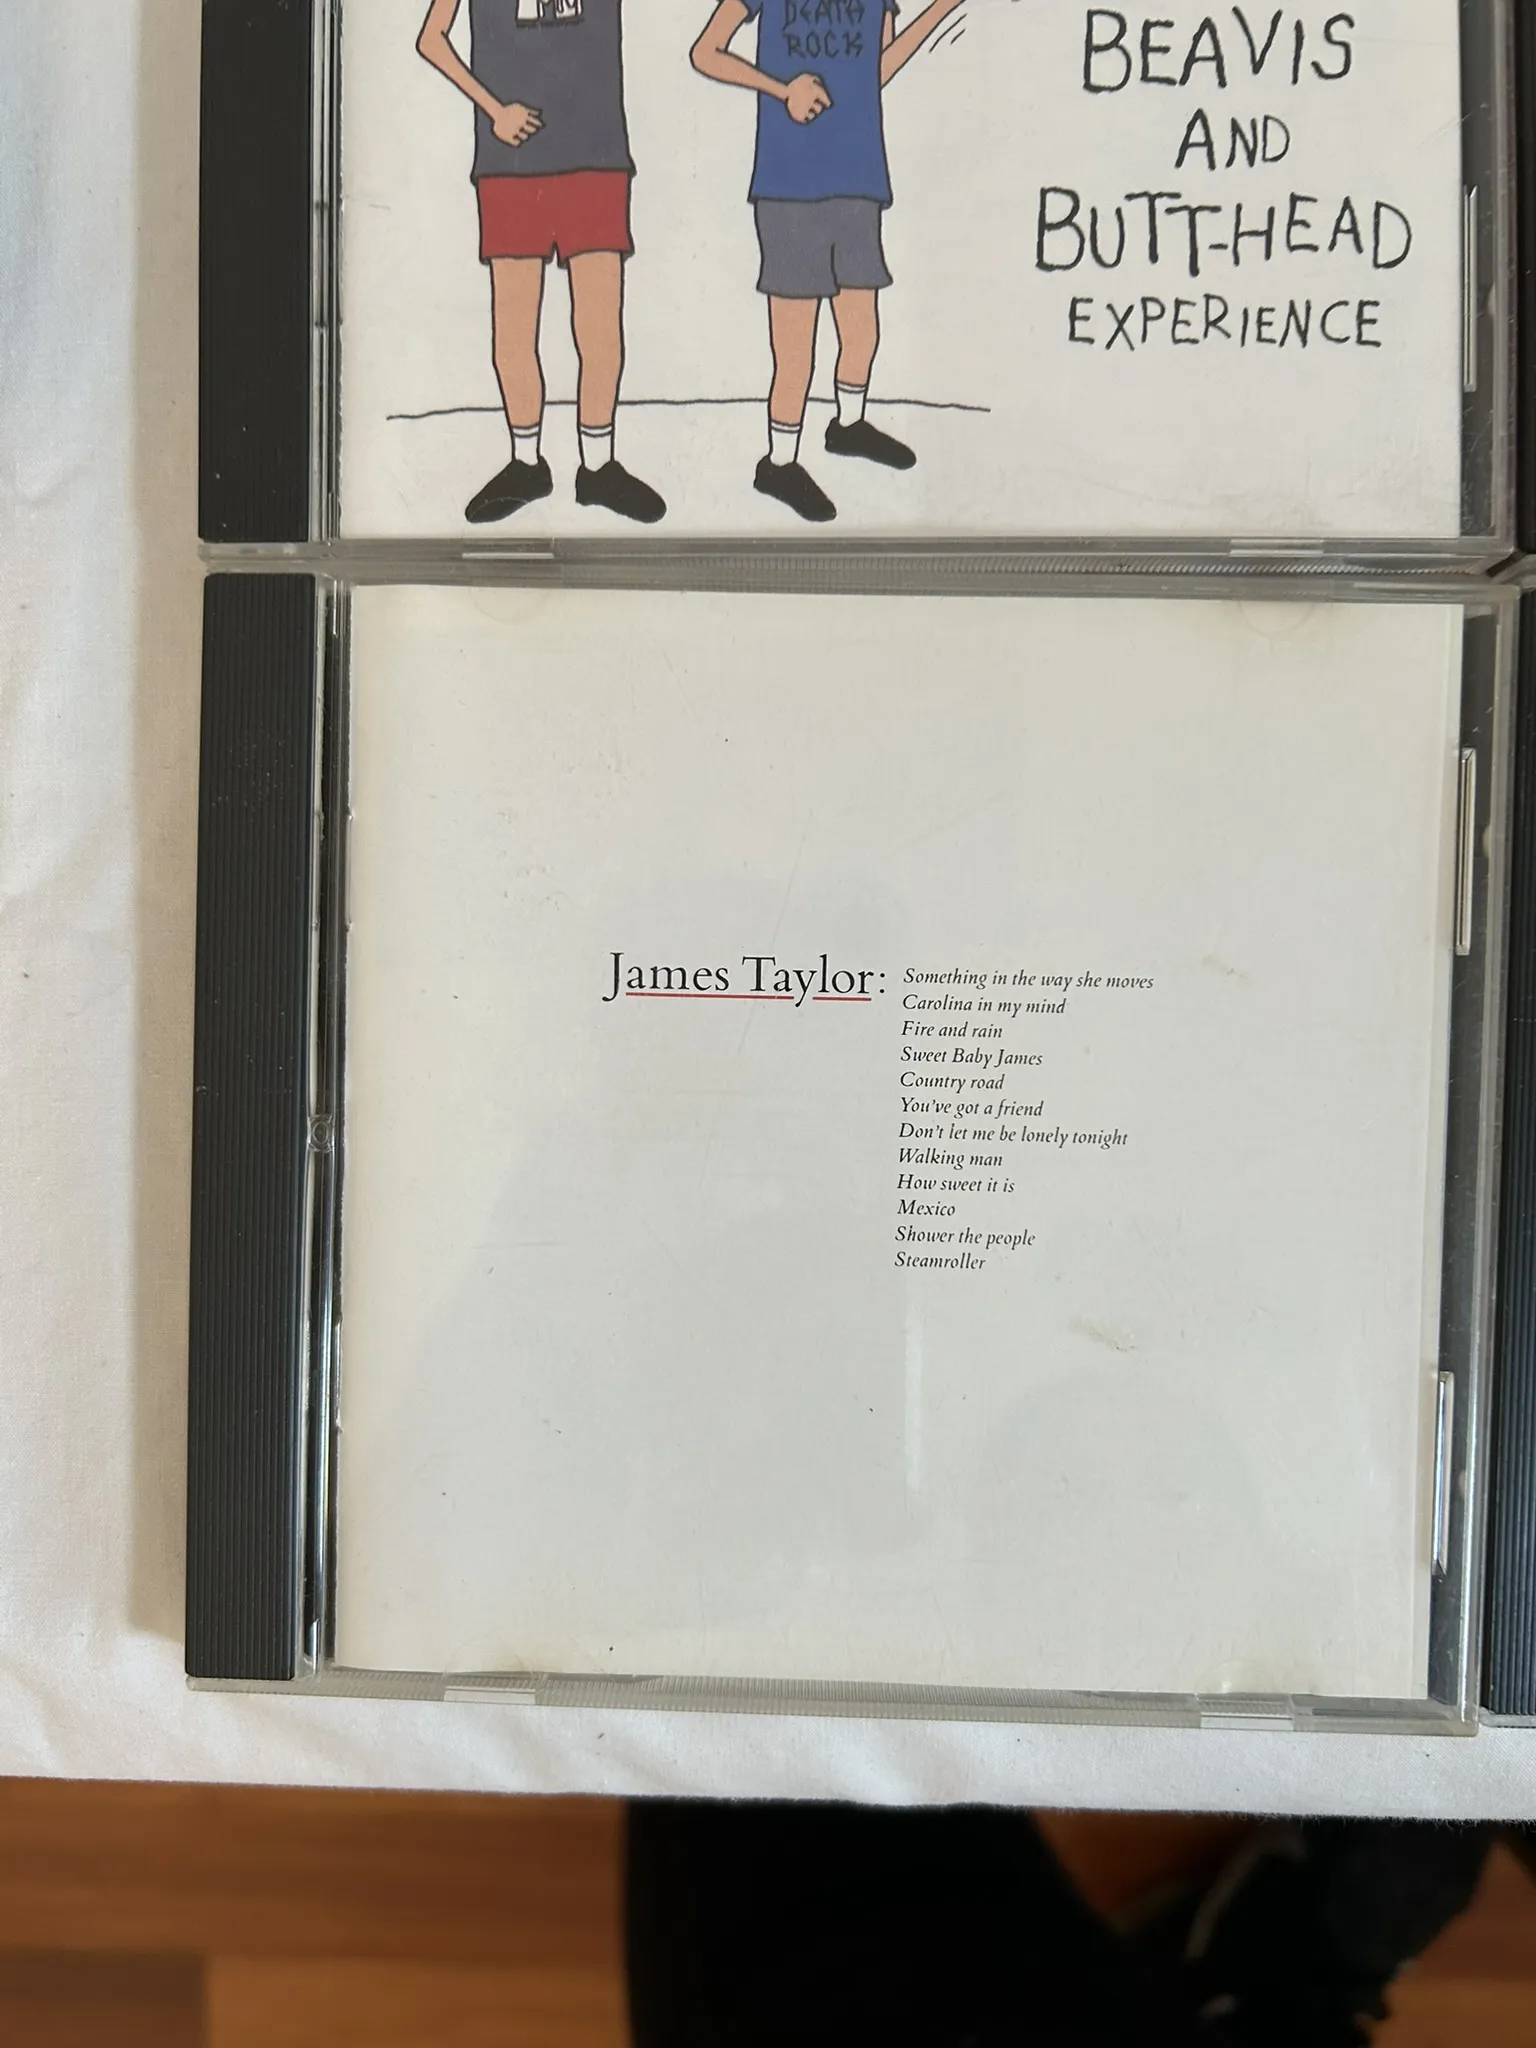 DEATH
ROCK
BEAVIS
AND
BUTT-HEAD
EXPERIENCE
James Taylor:
Something in the way she moves
Carolina in my mind
Fire and rain
Sweet Baby James
Country road
You've got a friend
Don't let me be lonely tonight
Walking man
How sweet it is
Mexico
Shower the people
Steamroller